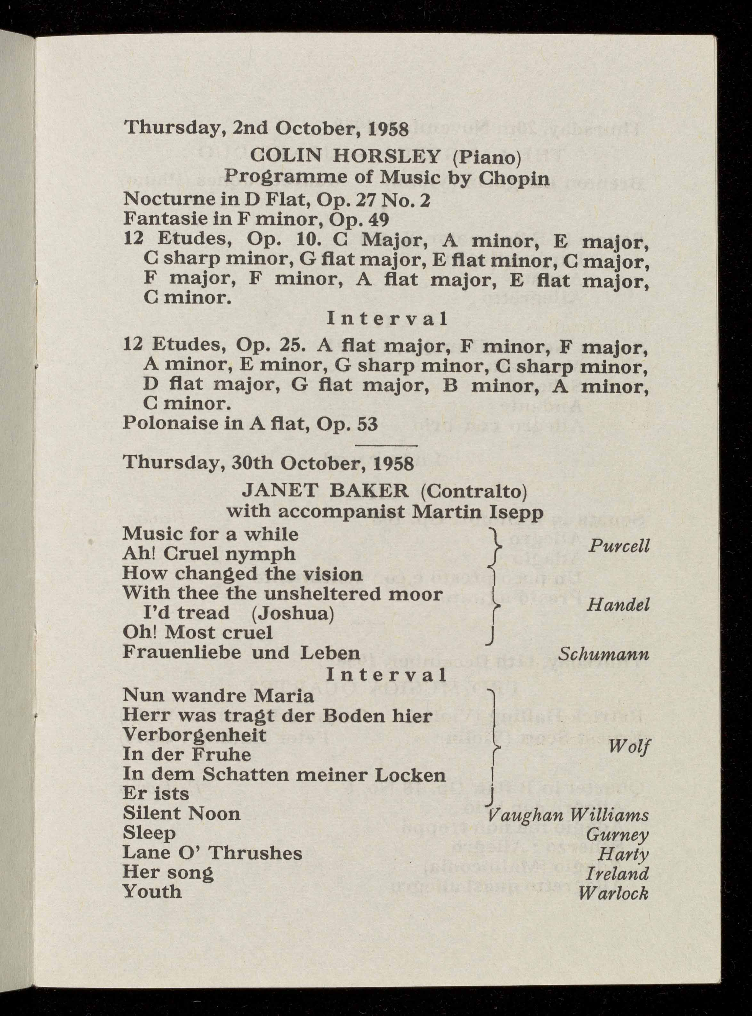 Thursday, 2nd October, 1958
COLIN HORSLEY (Piano)
Programme of Music by Chopin
Nocturne in D Flat, Op. 27 No. 2
Fantasie in F minor, Op. 49
12 Etudes, Op. 10. C Major, A minor, E major,
C sharp minor, G flat major, E flat minor, C major,
F major, F minor, A flat major, E flat major,
C minor.
Interval
12 Etudes, Op. 25. A flat major, F minor, F major,
A minor, E minor, G sharp minor, C sharp minor,
D flat major, G flat major, B minor, A minor,
C minor.
Polonaise in A flat, Op. 53
Thursday, 30th October, 1958
JANET BAKER (Contralto)
with accompanist Martin Isepp
Music for a while
Ah! Cruel nymph
Purcell
How changed the vision
With thee the unsheltered moor
I'd tread (Joshua)
Handel
Oh! Most cruel
Frauenliebe und Leben Schumann
Interval
Nun wandre Maria
Herr was tragt der Boden hier
Verborgenheit
In der Fruhe
Wolf
In dem Schatten meiner Locken
Er ists
Silent Noon Vaughan Williams
Sleep Gurney
Lane O' Thrushes Harty
Her song Ireland
Youth Warlock